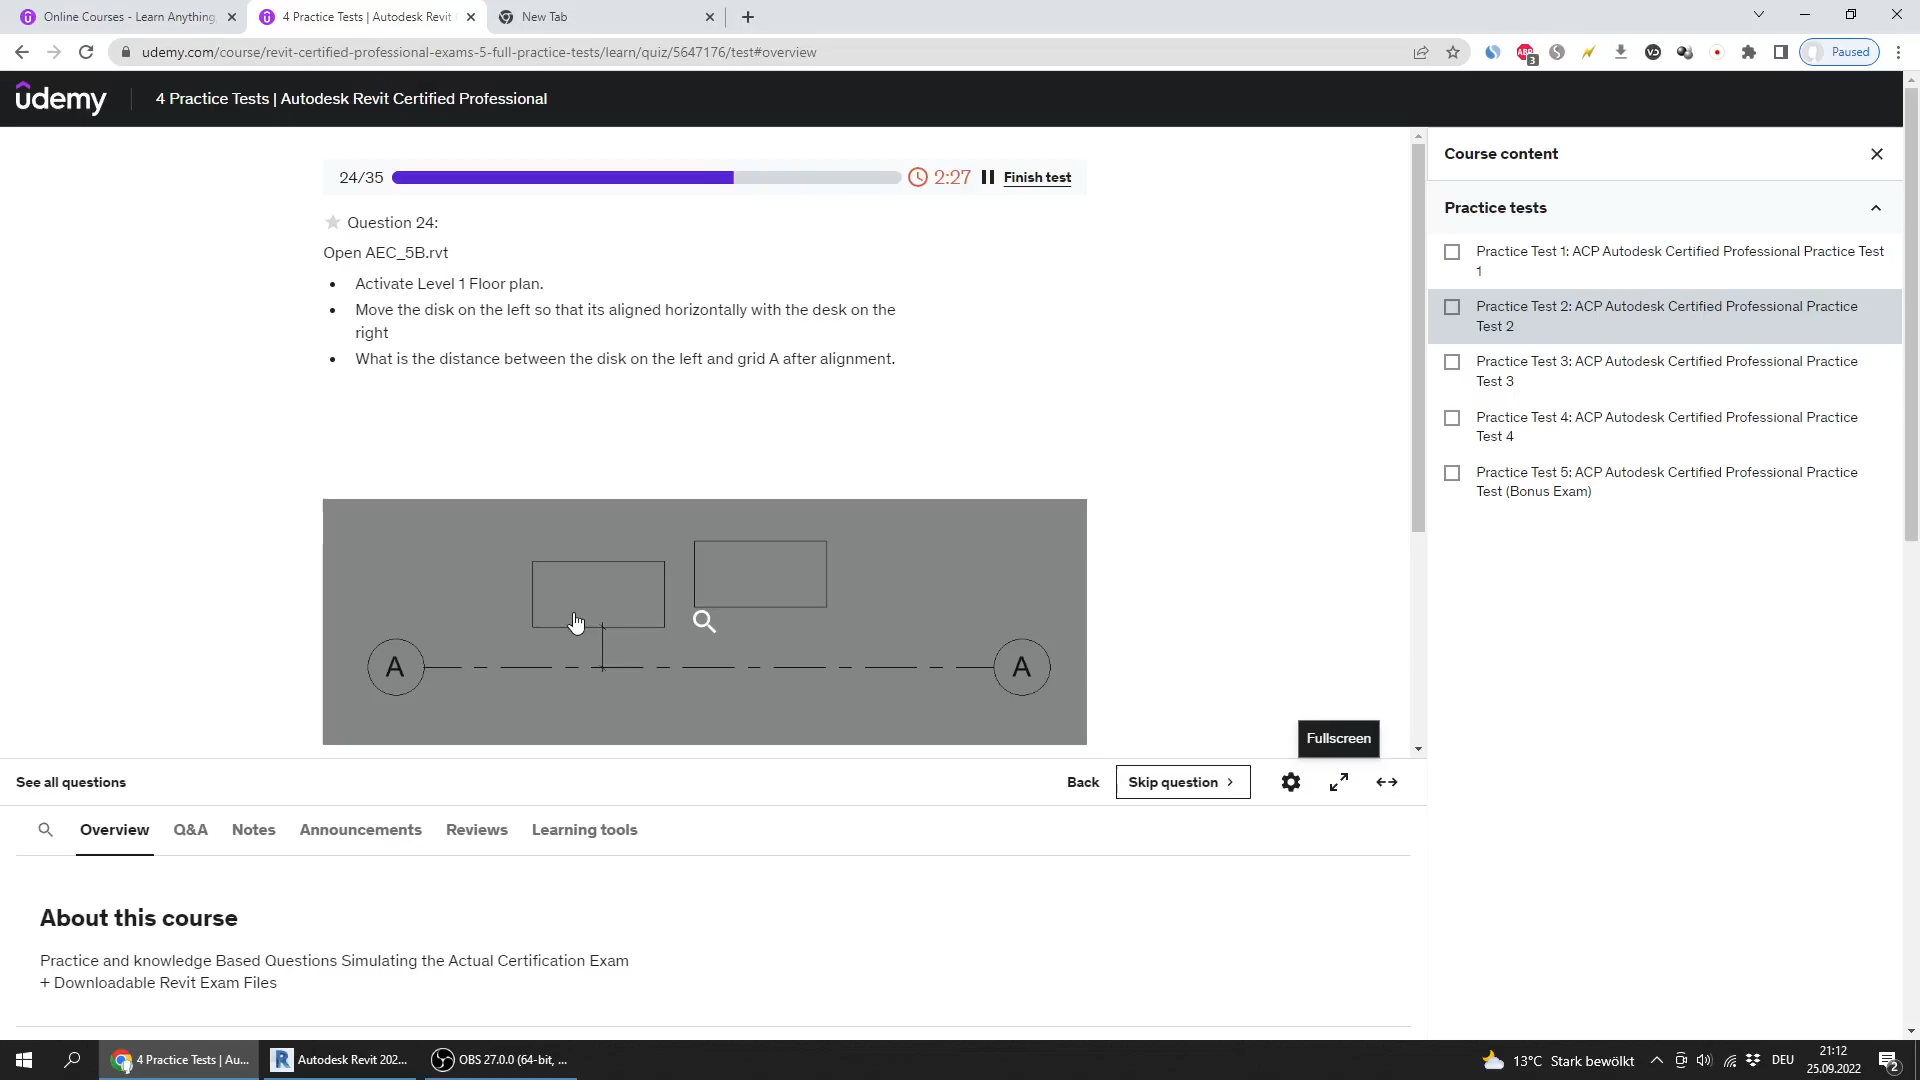 Online Courses - Learn Anything,
4 Practice Tests | Autodesk Revit
New Tab
udemy.com/course/revit-certified-professional-exams-5-full-practice-tests/learn/quiz/5647176/test#overview
ABP
3
Paused
udemy
4 Practice Tests | Autodesk Revit Certified Professional
24/35
2:27
Finish test
Question 24:
Open AEC_5B.rvt
• Activate Level 1 Floor plan.
• Move the disk on the left so that its aligned horizontally with the desk on the
right
• What is the distance between the disk on the left and grid A after alignment.
A
A
Fullscreen
Course content
Practice tests
Practice Test 1: ACP Autodesk Certified Professional Practice Test
1
Practice Test 2: ACP Autodesk Certified Professional Practice
Test 2
Practice Test 3: ACP Autodesk Certified Professional Practice
Test 3
Practice Test 4: ACP Autodesk Certified Professional Practice
Test 4
Practice Test 5: ACP Autodesk Certified Professional Practice
Test (Bonus Exam)
See all questions
Back
Skip question
Overview
Q&A
Notes
Announcements
Reviews
Learning tools
About this course
Practice and knowledge Based Questions Simulating the Actual Certification Exam
+ Downloadable Revit Exam Files
4 Practice Tests | Au...
R
Autodesk Revit 202...
OBS 27.0.0 (64-bit, ...
13°C Stark bewölkt
DEU
21:12
25.09.2022
2